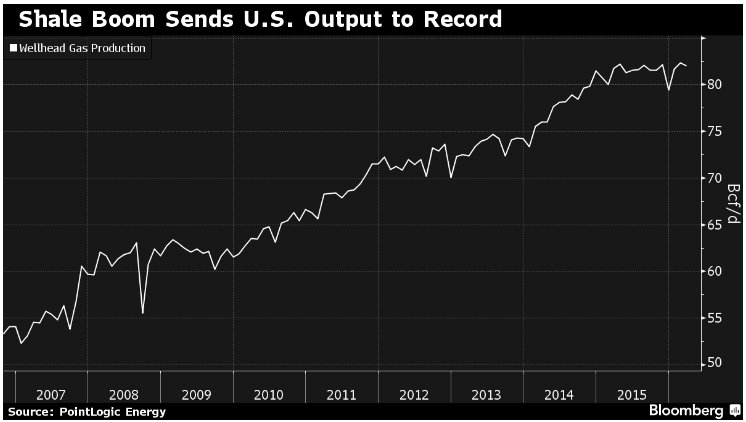 Shale Boom Sends U.S. Output to Record
Wellhead Gas Production
80
75
70
65
60
55
50
Bcf/d
2007 2008 2009 2010 2011 2012 2013 2014 2015
Source: PointLogic Energy
Bloomberg